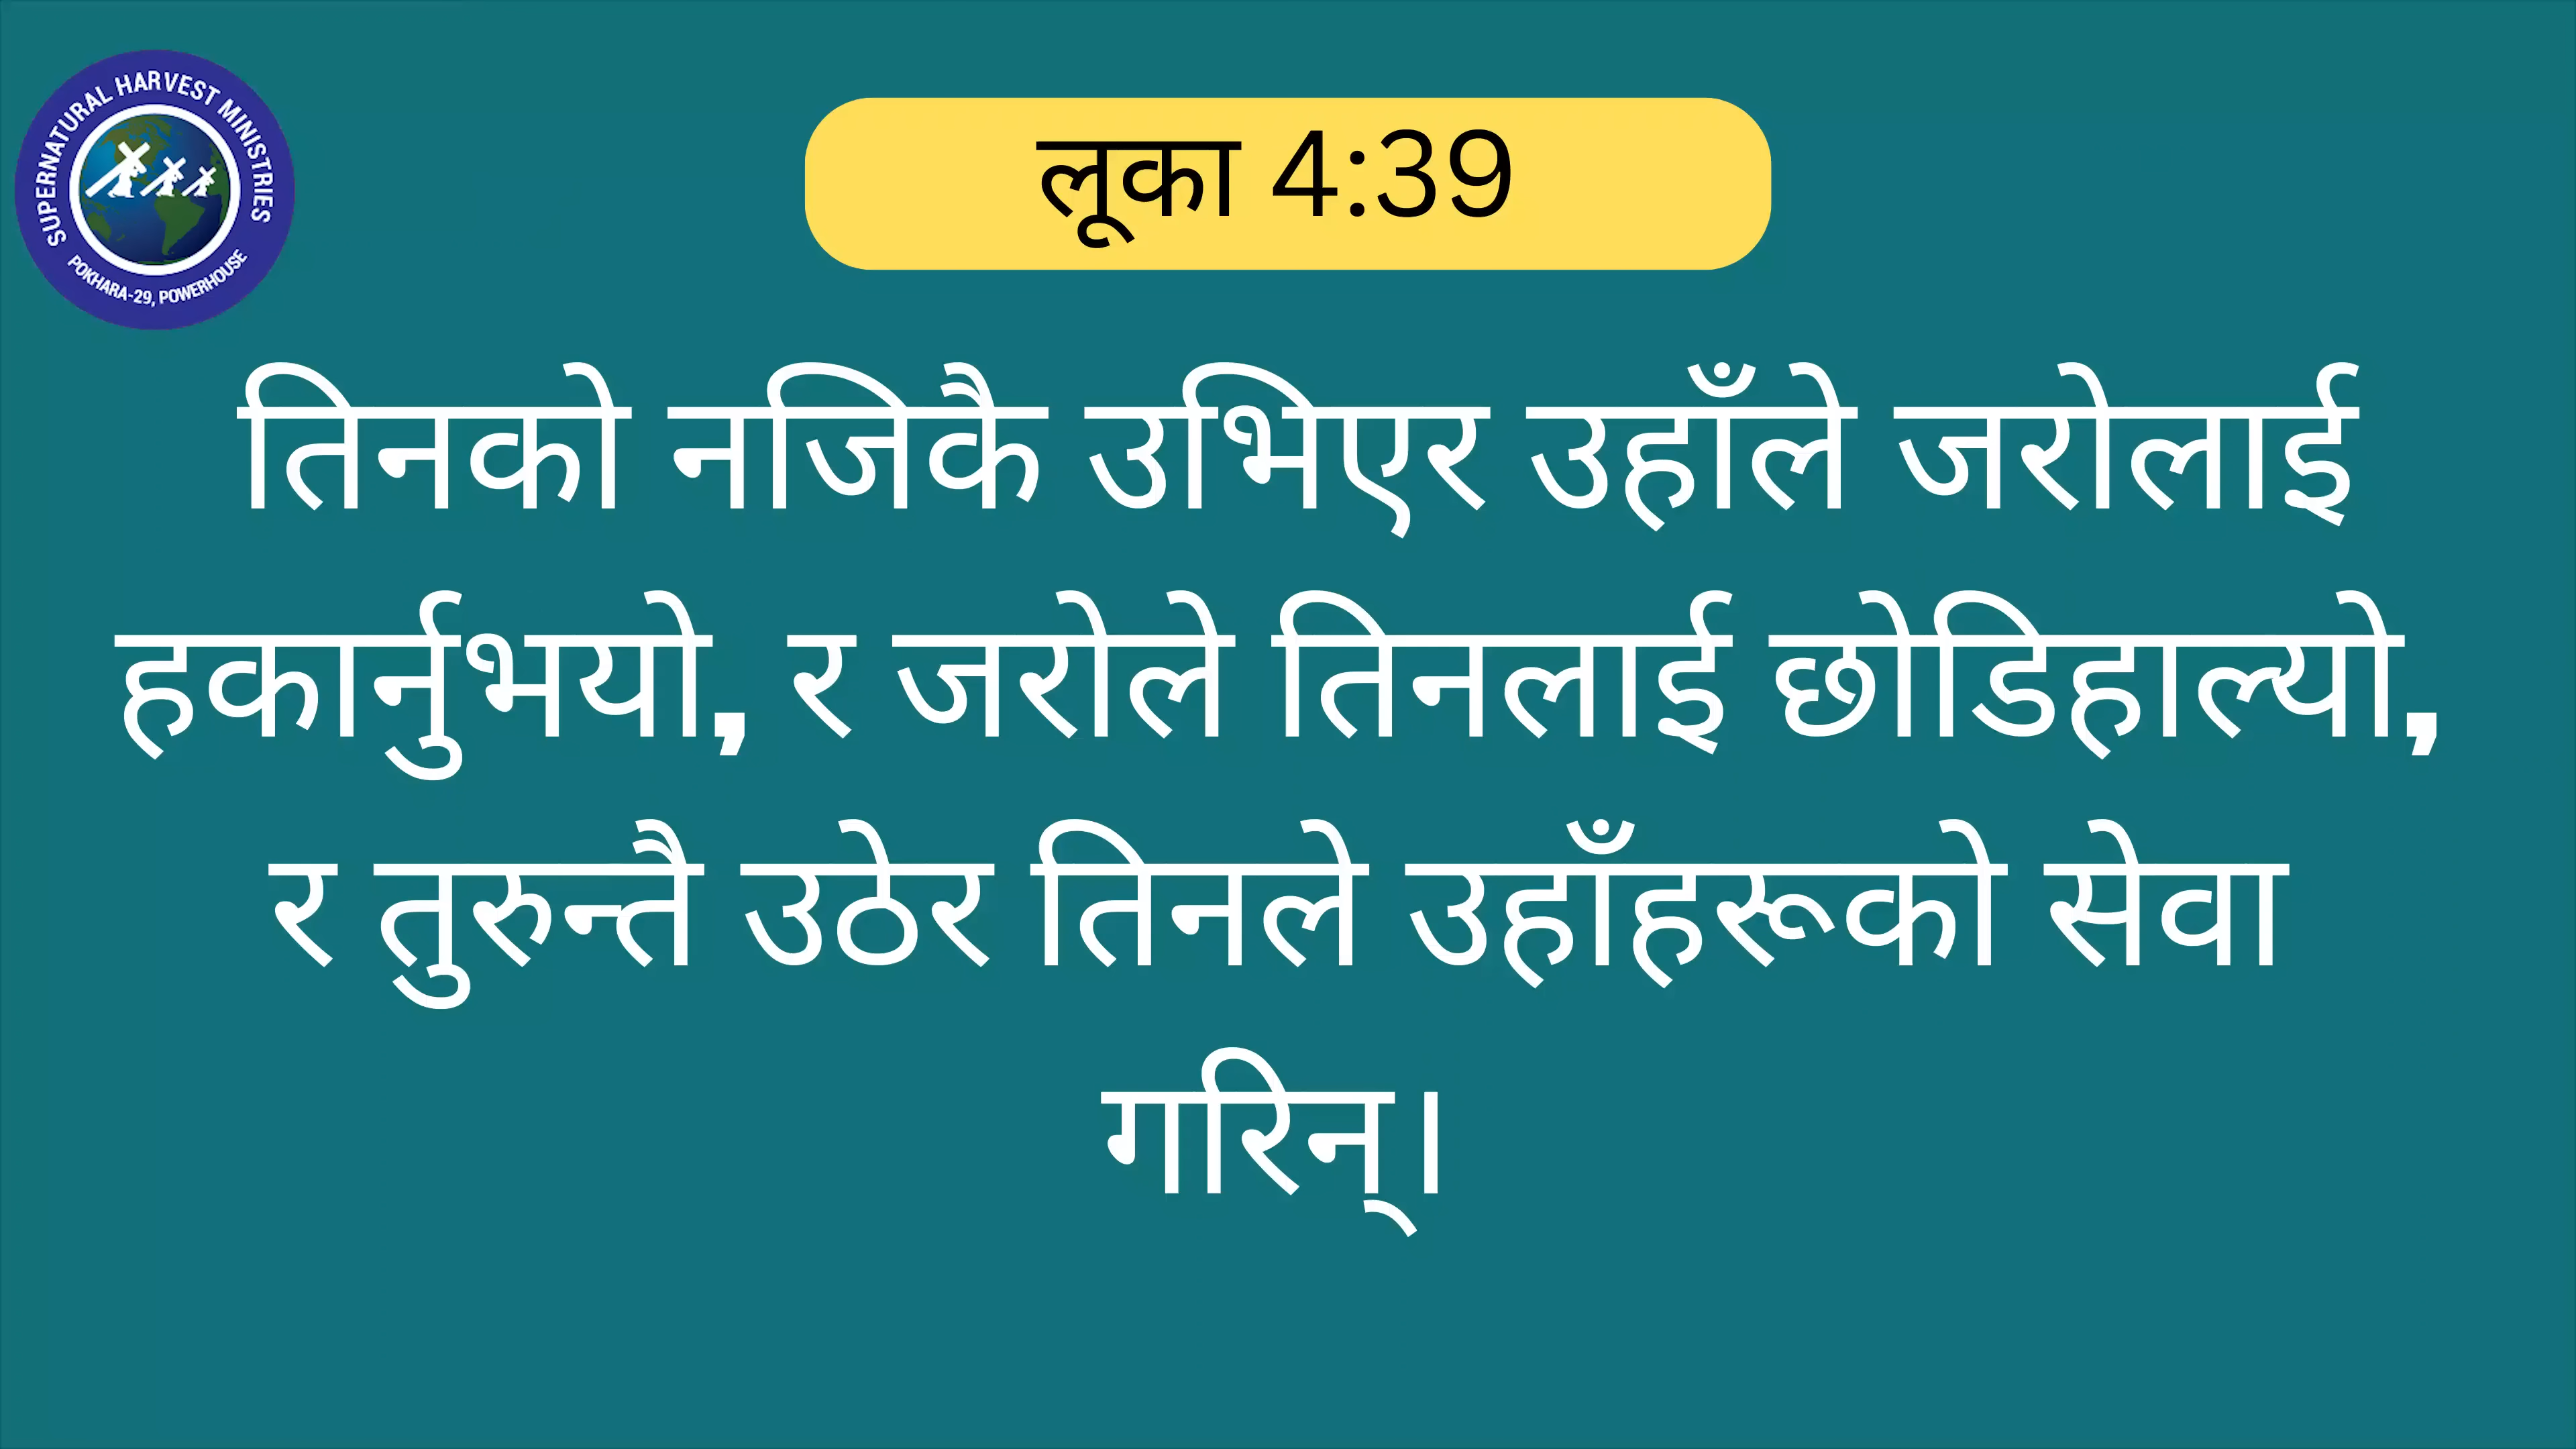 SUPERNATURAL HARVEST MINISTRIES
POKHARA-29, POWERHOUSE
लूका 4:39
तिनको नजिकै उभिएर उहाँले जरोलाई
हकार्नुभयो, र जरोले तिनलाई छोडिहाल्यो,
र तुरुन्तै उठेर तिनले उहाँहरूको सेवा
गरिन्।